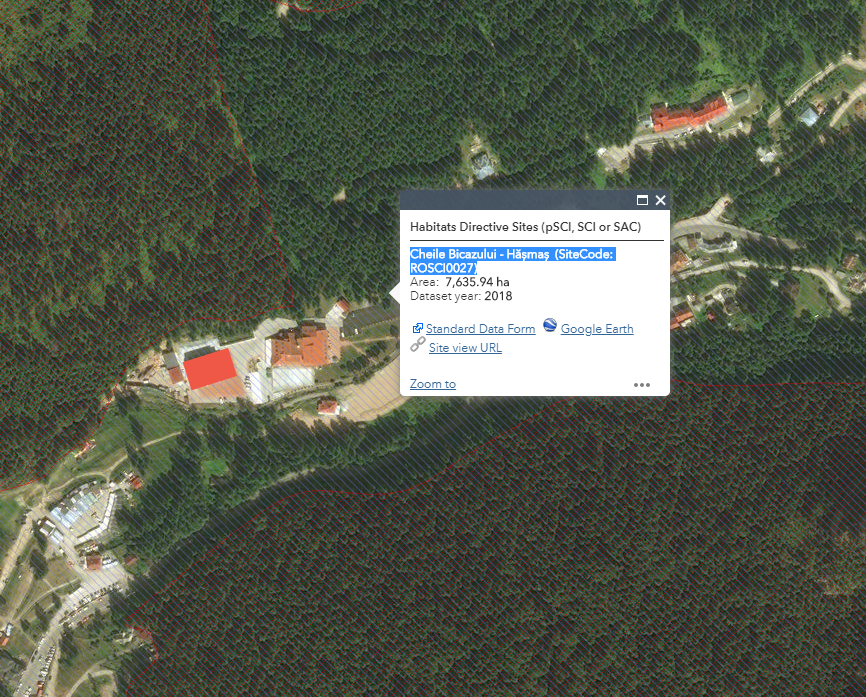 Habitats Directive Sites (pSCI, SCI or SAC)
Cheile Bicazului - Hășmaș (SiteCode:
ROSCI0027)
Area: 7,635.94 ha
Dataset year: 2018
Standard Data Form Google Earth
Site view URL
Zoom to